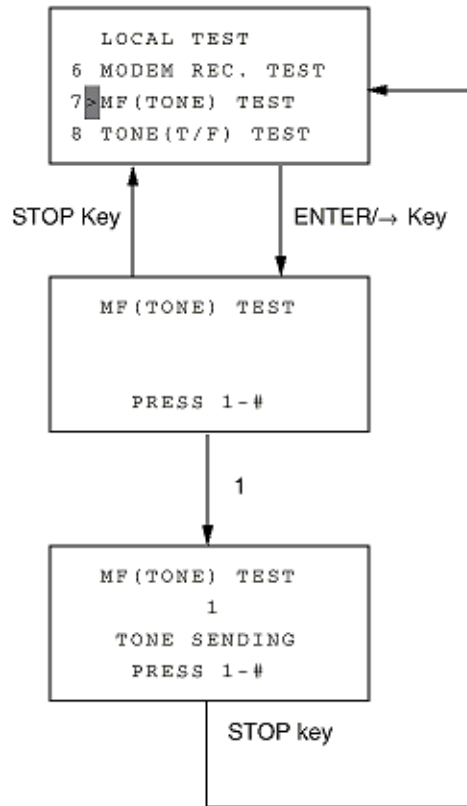 LOCAL TEST
6 MODEM REC. TEST
7 >MF(TONE) TEST
8 TONE(T/F) TEST
STOP Key
ENTER/→ Key
MF(TONE) TEST
PRESS 1-#
1
MF(TONE) TEST
1
TONE SENDING
PRESS 1-#
STOP key